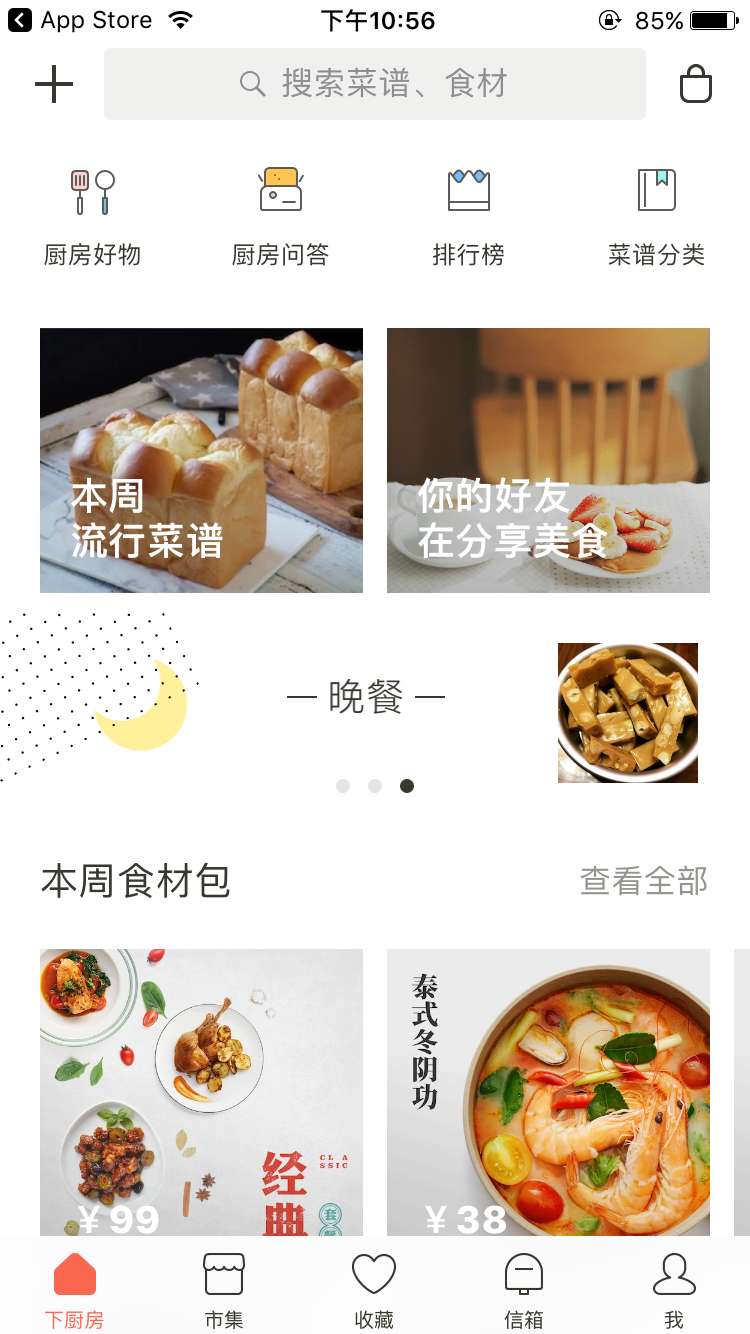 App Store
下午10:56
85%
搜索菜谱、食材
厨房好物
厨房问答
排行榜
菜谱分类
本周
流行菜谱
你的好友
在分享美食
晚餐
本周食材包
查看全部
经典
CLA
SSIC
套
¥99
泰式冬阴功
¥38
下厨房
市集
收藏
信箱
我